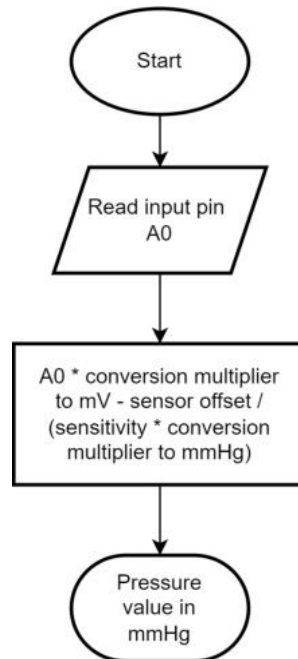 Start
Read input pin
A0
A0 * conversion multiplier
to mV - sensor offset /
(sensitivity * conversion
multiplier to mmHg)
Pressure
value in
mmHg